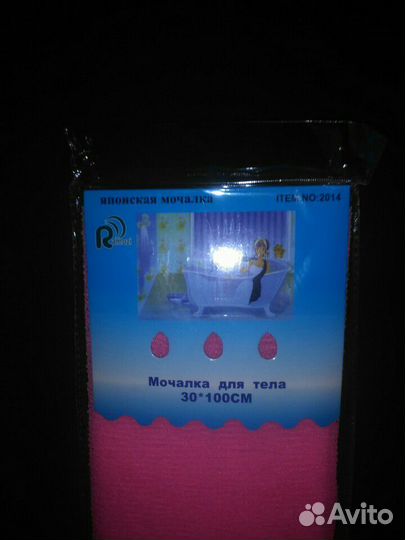 японская мочалка ITEM.NO:2014
R
Мочалка для тела
30*100CM
Avito